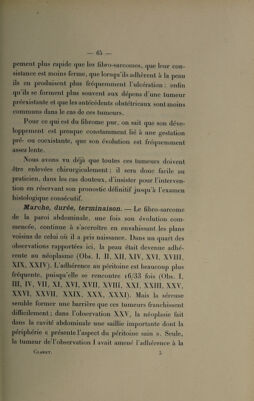 — 65 —
pement plus rapide que les fibro-sarcomes, que leur con-
sistance est moins ferme, que lorsqu'ils adhèrent à la peau
ils en produisent plus fréquemment l'ulcération ; enfin
qu'ils se forment plus souvent aux dépens d'une tumeur
préexistante et que les antécédents obstétricaux sont moins
communs dans le cas de ces tumeurs.
Pour ce qui est du fibrome pur, on sait que son déve-
loppement est presque constamment lié à une gestation
pré- ou coexistante, que son évolution est fréquemment
assez lente.
Nous avons vu déjà que toutes ces tumeurs doivent
être enlevées chirurgicalement ; il sera donc facile au
praticien, dans les cas douteux, d'insister pour l'interven-
tion en réservant son pronostic définitif jusqu'à l'examen
histologique consécutif.
Marche, durée, terminaison. — Le fibro-sarcome
de la paroi abdominale, une fois son évolution com-
mencée, continue à s'accroître en envahissant les plans
voisins de celui où il a pris naissance. Dans un quart des
observations rapportées ici, la peau était devenue adhé-
rente au néoplasme (Obs. I, II, XII, XIV, XVI, XVIII,
XIX, XXIV). L'adhérence au péritoine est beaucoup plus
fréquente, puisqu'elle se rencontre 16/33 fois (Obs. I,
III, IV, VII, XI, XVI, XVII, XVIII, XXI, XXIII, XXV,
XXVI, XXVII, XXIX, XXX, XXXI). Mais la séreuse
semble former une barrière que ces tumeurs franchissent
difficilement ; dans l'observation XXV, la néoplasie fait
dans la cavité abdominale une saillie importante dont la
périphérie « présente l'aspect du péritoine sain ». Seule,
la tumeur de l'observation I avait amené l'adhérence à la
5